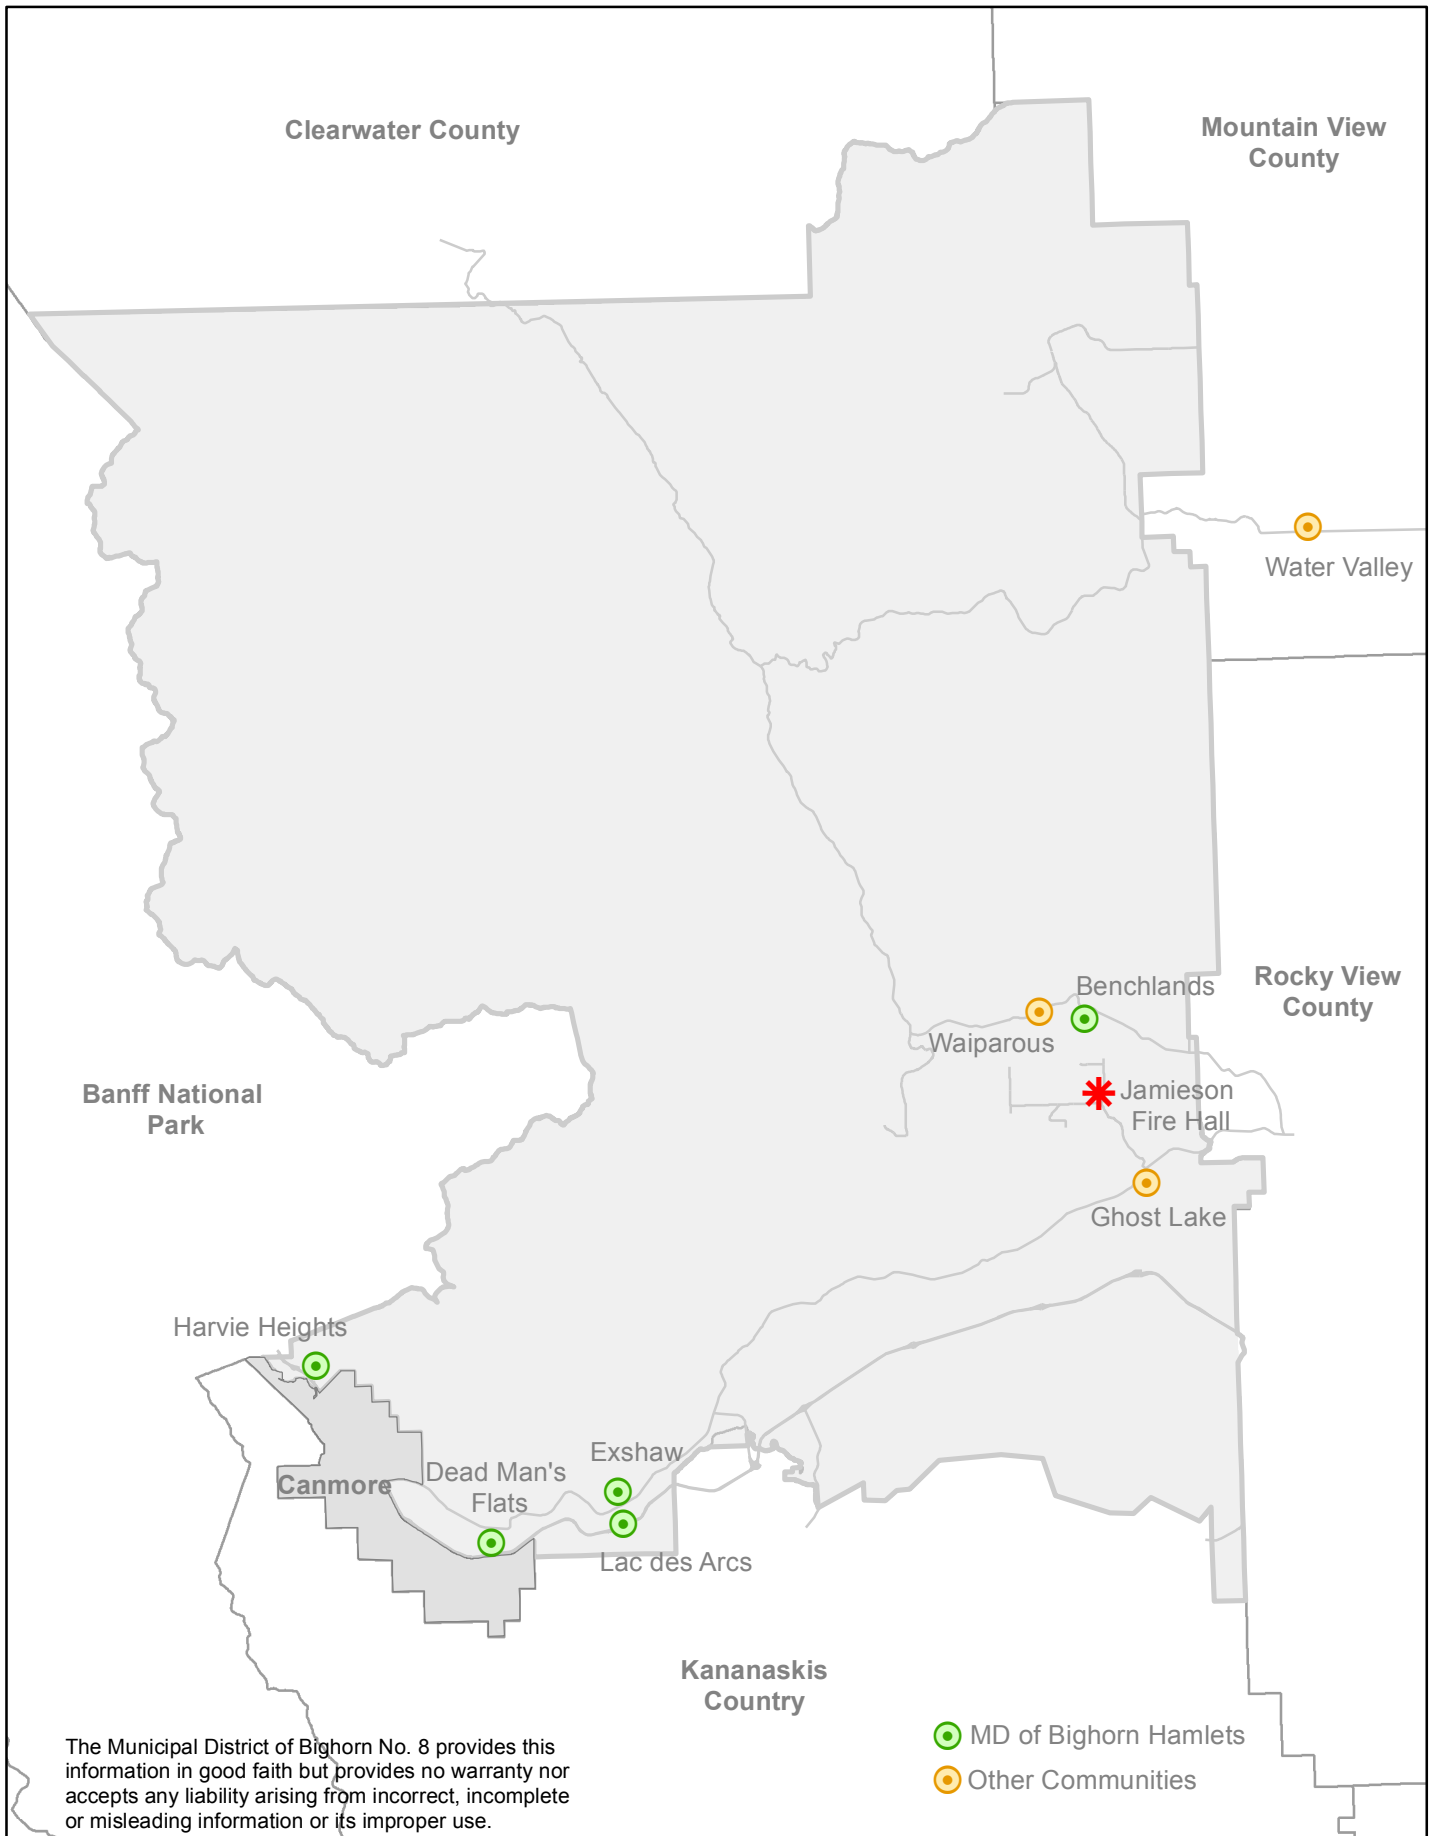 Clearwater County
Mountain View
County
Water Valley
Benchlands
Rocky View
County
Waiparous
Banff National
Park
Jamieson
Fire Hall
Ghost Lake
Harvie Heights
Exshaw
Dead Man's
Flats
Canmore
Lac des Arcs
Kananaskis
Country
MD of Bighorn Hamlets
Other Communities
The Municipal District of Bighorn No. 8 provides this
information in good faith but provides no warranty nor
accepts any liability arising from incorrect, incomplete
or misleading information or its improper use.